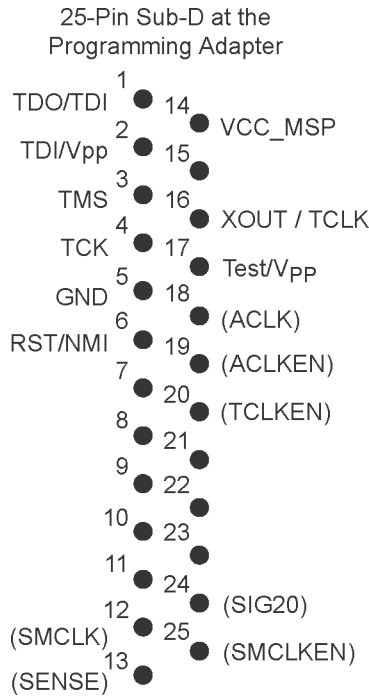 25-Pin Sub-D at the
Programming Adapter
1
TDO/TDI
14
VCC_MSP
2
TDI/Vpp
15
3
TMS
16
XOUT / TCLK
4
TCK
17
Test/VPP
5
GND
18
(ACLK)
6
RST/NMI
19
(ACLKEN)
7
20
(TCLKEN)
8
21
9
22
10
23
11
24
(SIG20)
12
(SMCLK)
25
(SMCLKEN)
13
(SENSE)